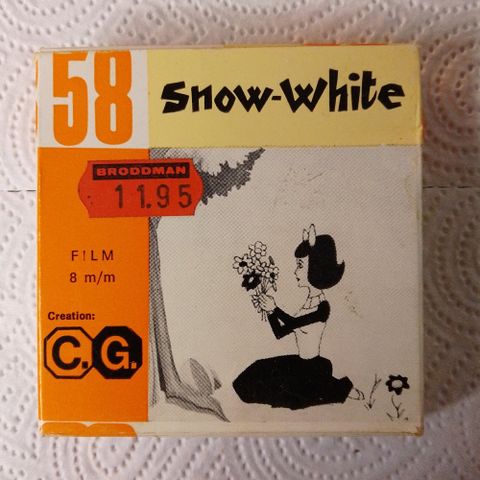 58
Snow-White
BRODDMAN
11.95
FILM
8 m/m
Creation:
C.G.